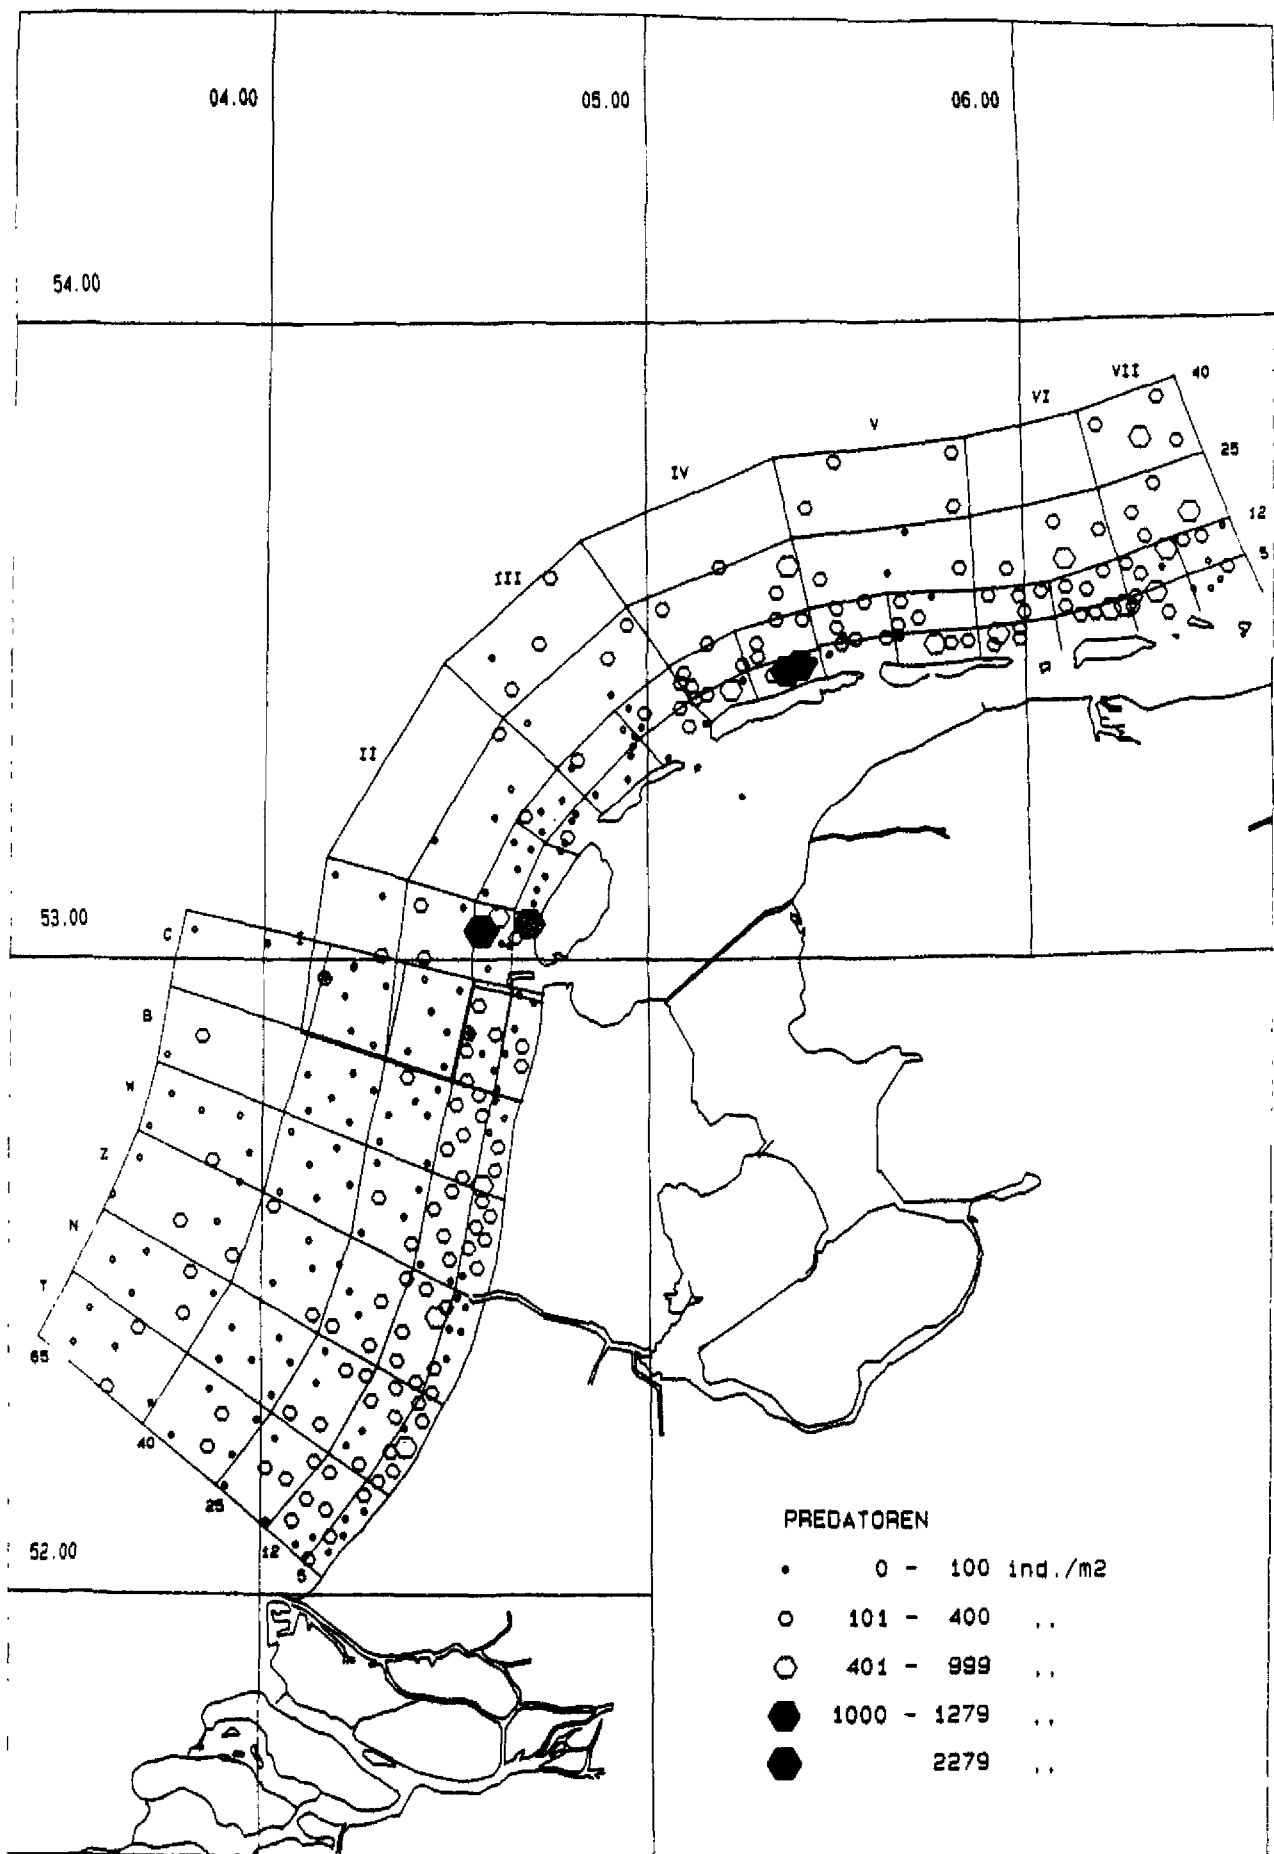 04.00 05.00 06.00
54.00
VII 40
VI
V
25
IV
12
5
III
II
53.00
C I
B
W
Z
N
T
65
40
25
12
5
52.00
PREDATOREN
0 - 100 ind./m2
101 - 400 ,,
401 - 999 ,,
1000 - 1279 ,,
2279 ,,